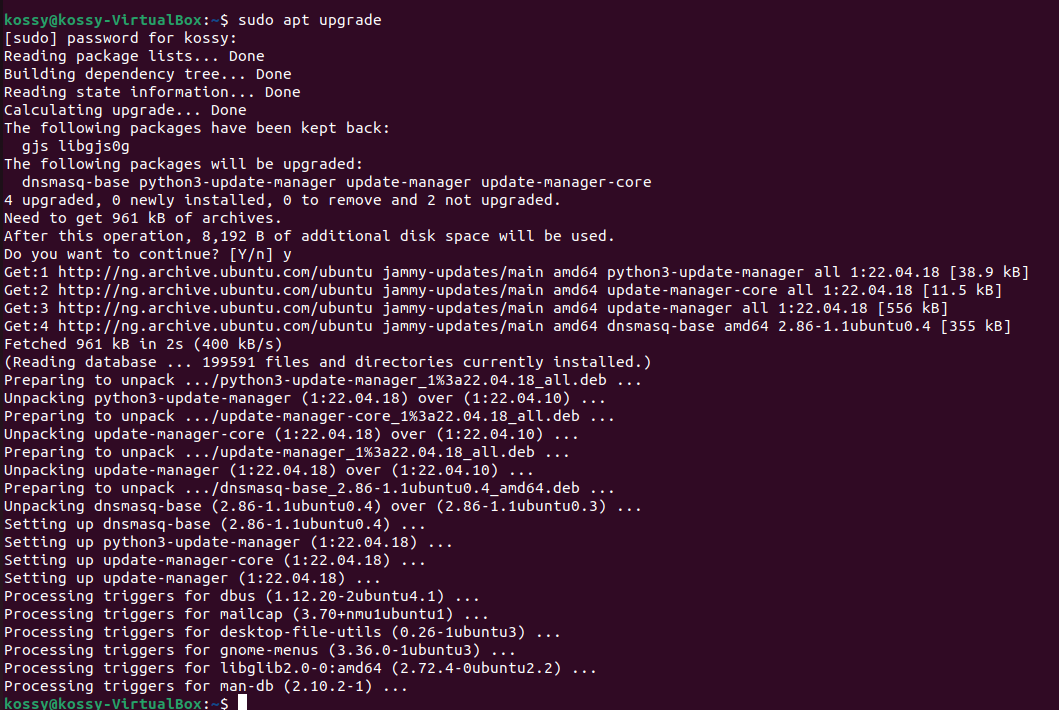 kossy@kossy-VirtualBox:~$ sudo apt upgrade
[sudo] password for kossy:
Reading package lists... Done
Building dependency tree... Done
Reading state information... Done
Calculating upgrade... Done
The following packages have been kept back:
  gjs libgjs0g
The following packages will be upgraded:
  dnsmasq-base python3-update-manager update-manager update-manager-core
4 upgraded, 0 newly installed, 0 to remove and 2 not upgraded.
Need to get 961 kB of archives.
After this operation, 8,192 B of additional disk space will be used.
Do you want to continue? [Y/n] y
Get:1 http://ng.archive.ubuntu.com/ubuntu jammy-updates/main amd64 python3-update-manager all 1:22.04.18 [38.9 kB]
Get:2 http://ng.archive.ubuntu.com/ubuntu jammy-updates/main amd64 update-manager-core all 1:22.04.18 [11.5 kB]
Get:3 http://ng.archive.ubuntu.com/ubuntu jammy-updates/main amd64 update-manager all 1:22.04.18 [556 kB]
Get:4 http://ng.archive.ubuntu.com/ubuntu jammy-updates/main amd64 dnsmasq-base amd64 2.86-1.1ubuntu0.4 [355 kB]
Fetched 961 kB in 2s (400 kB/s)
(Reading database ... 199591 files and directories currently installed.)
Preparing to unpack .../python3-update-manager_1%3a22.04.18_all.deb ...
Unpacking python3-update-manager (1:22.04.18) over (1:22.04.10) ...
Preparing to unpack .../update-manager-core_1%3a22.04.18_all.deb ...
Unpacking update-manager-core (1:22.04.18) over (1:22.04.10) ...
Preparing to unpack .../update-manager_1%3a22.04.18_all.deb ...
Unpacking update-manager (1:22.04.18) over (1:22.04.10) ...
Preparing to unpack .../dnsmasq-base_2.86-1.1ubuntu0.4_amd64.deb ...
Unpacking dnsmasq-base (2.86-1.1ubuntu0.4) over (2.86-1.1ubuntu0.3) ...
Setting up dnsmasq-base (2.86-1.1ubuntu0.4) ...
Setting up python3-update-manager (1:22.04.18) ...
Setting up update-manager-core (1:22.04.18) ...
Setting up update-manager (1:22.04.18) ...
Processing triggers for dbus (1.12.20-2ubuntu4.1) ...
Processing triggers for mailcap (3.70+nmu1ubuntu1) ...
Processing triggers for desktop-file-utils (0.26-1ubuntu3) ...
Processing triggers for gnome-menus (3.36.0-1ubuntu3) ...
Processing triggers for libglib2.0-0:amd64 (2.72.4-0ubuntu2.2) ...
Processing triggers for man-db (2.10.2-1) ...
kossy@kossy-VirtualBox:~$